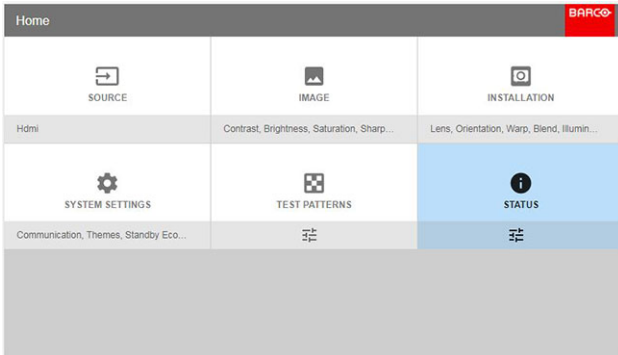 Home
BARCO
SOURCE
IMAGE
INSTALLATION
Hdmi
Contrast, Brightness, Saturation, Sharp...
Lens, Orientation, Warp, Blend, Illumin...
SYSTEM SETTINGS
TEST PATTERNS
STATUS
Communication, Themes, Standby Eco...